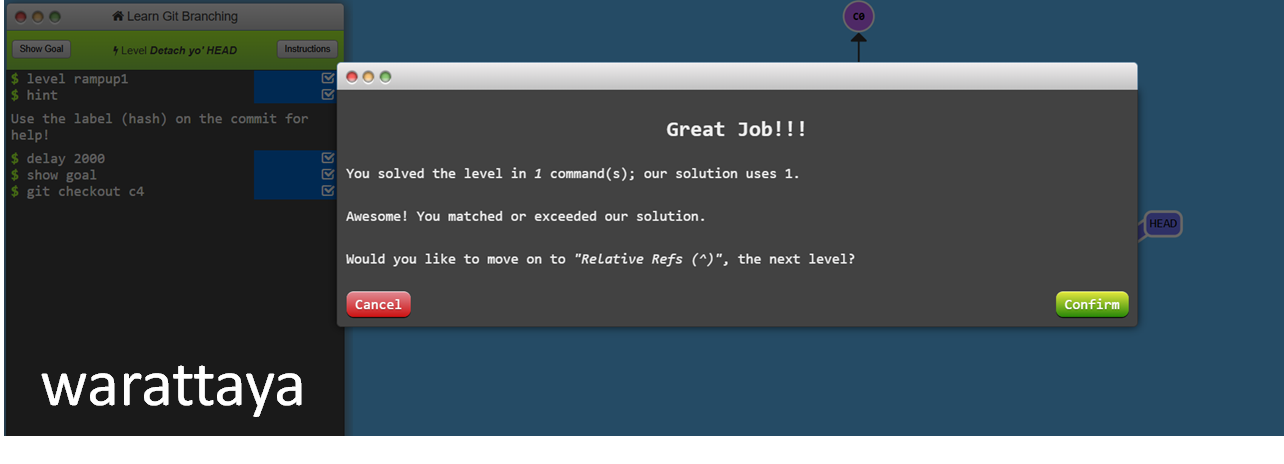 Learn Git Branching
Show Goal
Level Detach yo' HEAD
Instructions
$ level rampup1
$ hint
Use the label (hash) on the commit for
help!
$ delay 2000
$ show goal
$ git checkout c4
c0
Great Job!!!
You solved the level in 1 command(s); our solution uses 1.
Awesome! You matched or exceeded our solution.
Would you like to move on to "Relative Refs (^)", the next level?
Cancel
Confirm
HEAD
warattaya